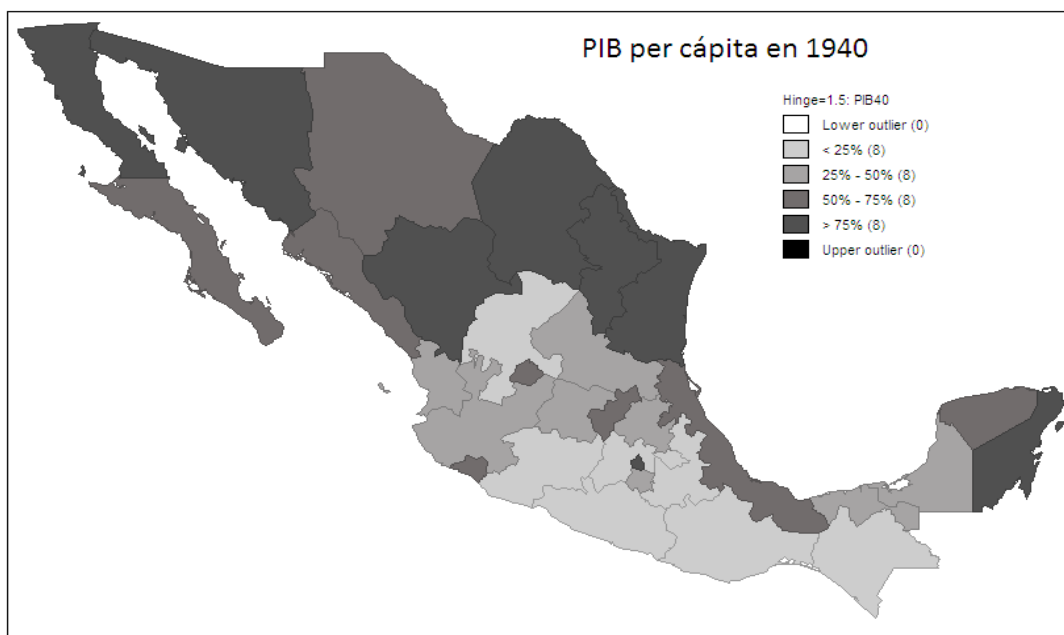 PIB per cápita en 1940
Hinge=1.5: PIB40
Lower outlier (0)
< 25% (8)
25% - 50% (8)
50% - 75% (8)
> 75% (8)
Upper outlier (0)